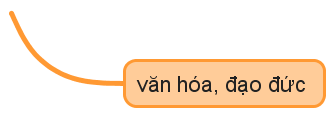 văn hóa, đạo đức